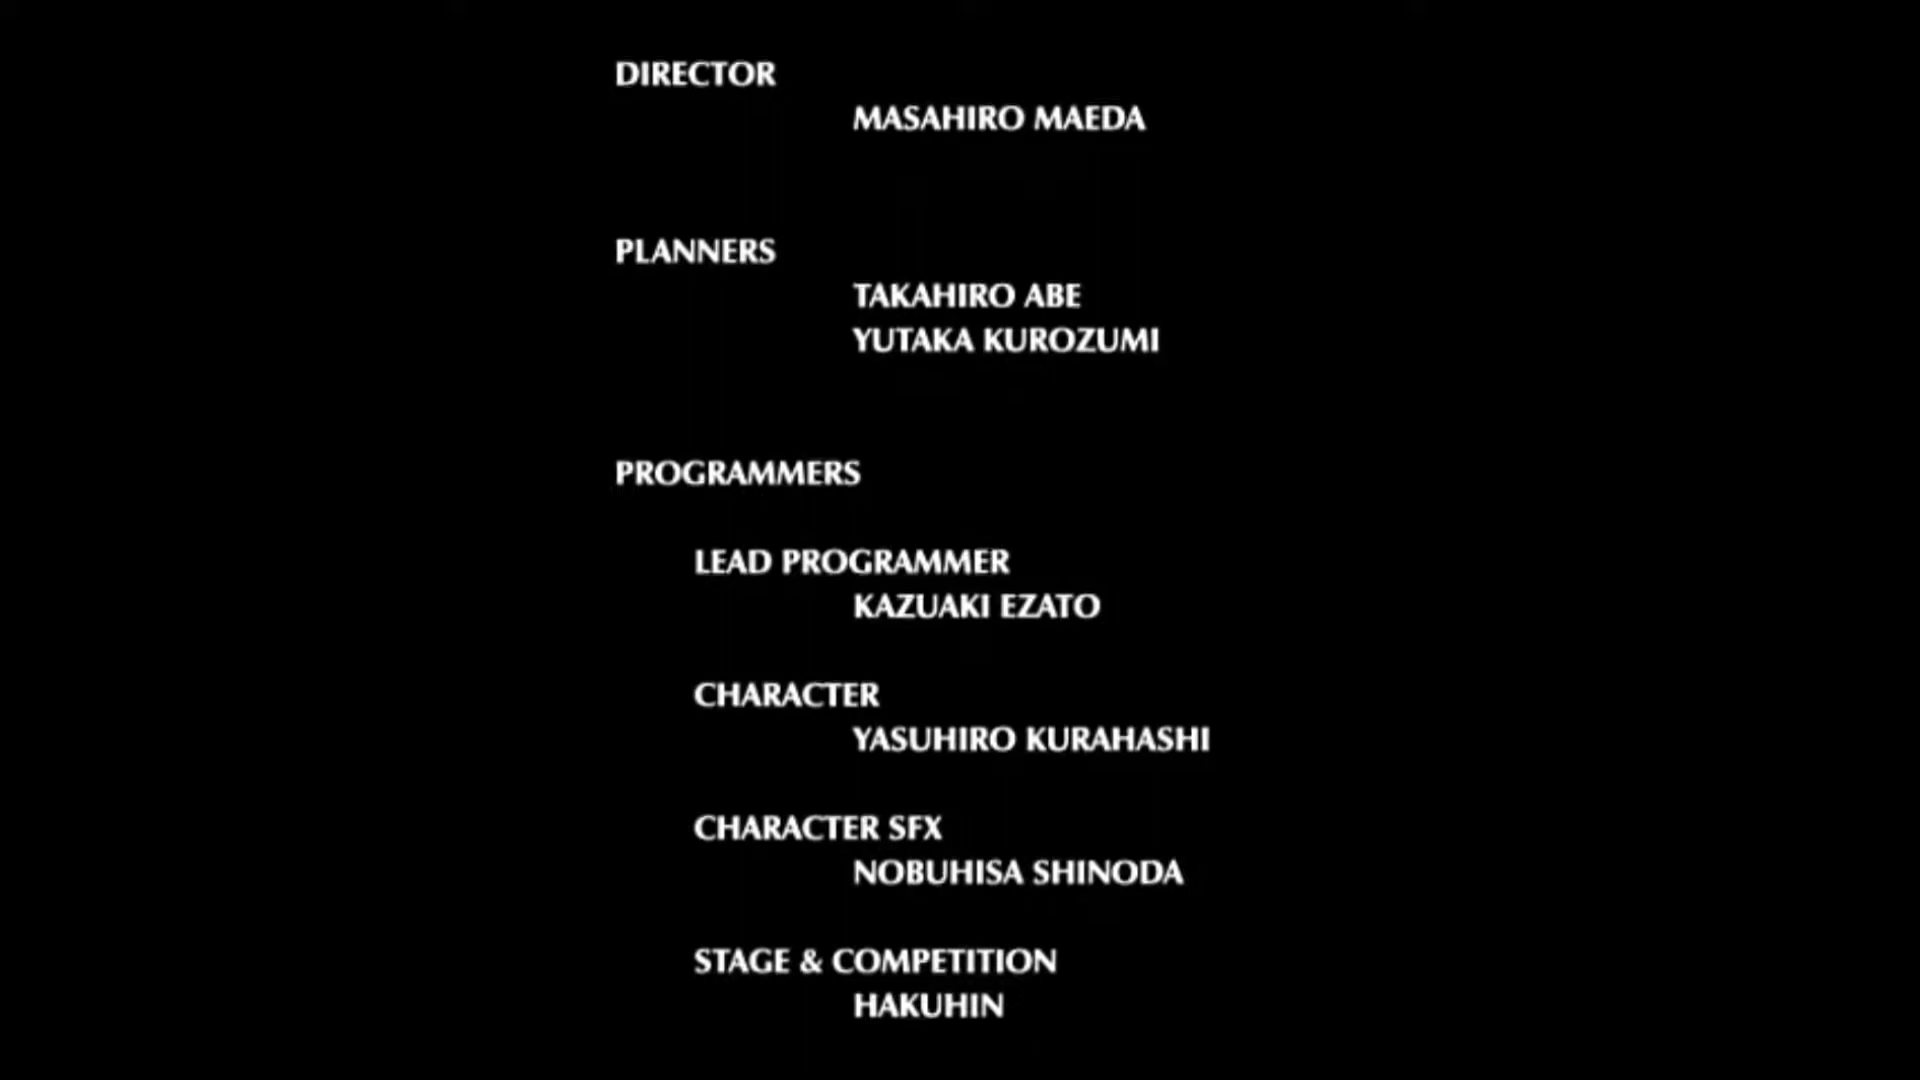 DIRECTOR
MASAHIRO MAEDA
PLANNERS
TAKAHIRO ABE
YUTAKA KUROZUMI
PROGRAMMERS
LEAD PROGRAMMER
KAZUAKI EZATO
CHARACTER
YASUHIRO KURAHASHI
CHARACTER SFX
NOBUHISA SHINODA
STAGE & COMPETITION
HAKUHIN